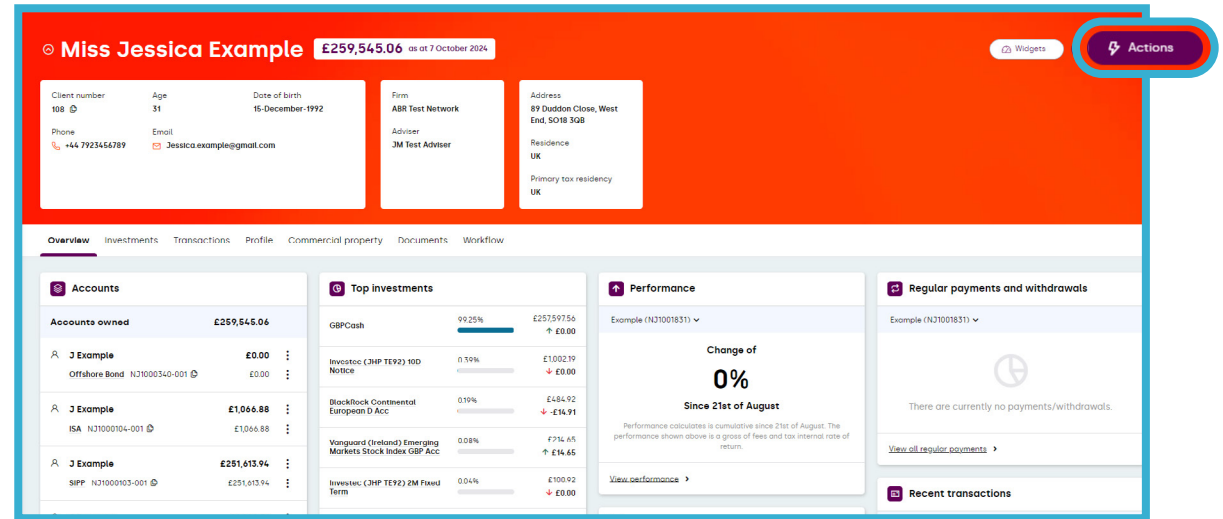 Miss Jessica Example £259,545.06 as at 7 October 2024
Widgets
Actions
Client number
108
Age
31
Date of birth
15-December-1992
Phone
+44 7923456789
Email
Jessica.example@gmail.com
Firm
ABR Test Network
Adviser
JM Test Adviser
Address
89 Duddon Close, West
End, SO18 3QB
Residence
UK
Primary tax residency
UK
Overview Investments Transactions Profile Commercial property Documents Workflow
Accounts
Accounts owned £259,545.06
J Example £0.00
Offshore Bond NJ1000340-001 £0.00
J Example £1,066.88
ISA NJ1000104-001 £1,066.88
J Example £251,613.94
SIPP NJ1000103-001 £251,613.94
Top investments
GBPCash 99.25% £257,597.56
£0.00
Investec (JHP TE92) 10D
Notice
0.39% £1,002.19
£0.00
BlackRock Continental
European D Acc
0.19% £484.92
-£14.91
Vanguard (Ireland) Emerging
Markets Stock Index GBP Acc
0.08% £214.65
£14.65
Investec (JHP TE92) 2M Fixed
Term
0.04% £100.92
£0.00
Performance
Example (NJ1001831)
Change of
0%
Since 21st of August
Performance calculates is cumulative since 21st of August. The
performance shown above is a gross of fees and tax internal rate of
return.
View performance
Regular payments and withdrawals
Example (NJ1001831)
There are currently no payments/withdrawals.
View all regular payments
Recent transactions